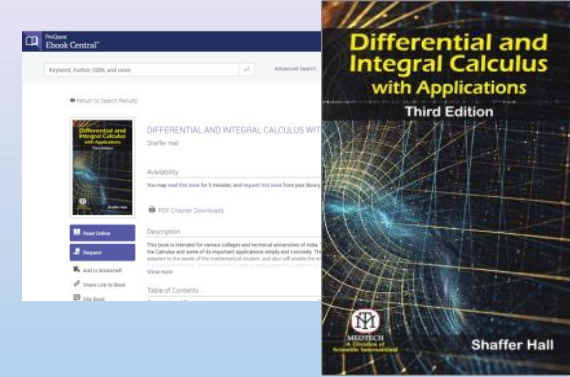 ProQuest
Ebook Central™
Keyword, Author, ISBN, and more
Advanced Search
Return to Search Results
Differential and
Integral Calculus
with Applications
Third Edition
Shaffer Hall
DIFFERENTIAL AND INTEGRAL CALCULUS WIT
Shaffer Hall
Availability
You may read this book for 5 minutes, and request this book from your library.
PDF Chapter Downloads
Read Online
Request
Add to Bookshelf
Share Link to Book
Cite Book
Description
This book is intended for various colleges and technical universities of India.
the Calculus and some of its important applications simply and concisely. The
adapted to the needs of the mathematical student, and also will enable the
Show more
Table of Contents
Differential and
Integral Calculus
with Applications
Third Edition
MEDTECH
A Division of
Scientific International
Shaffer Hall